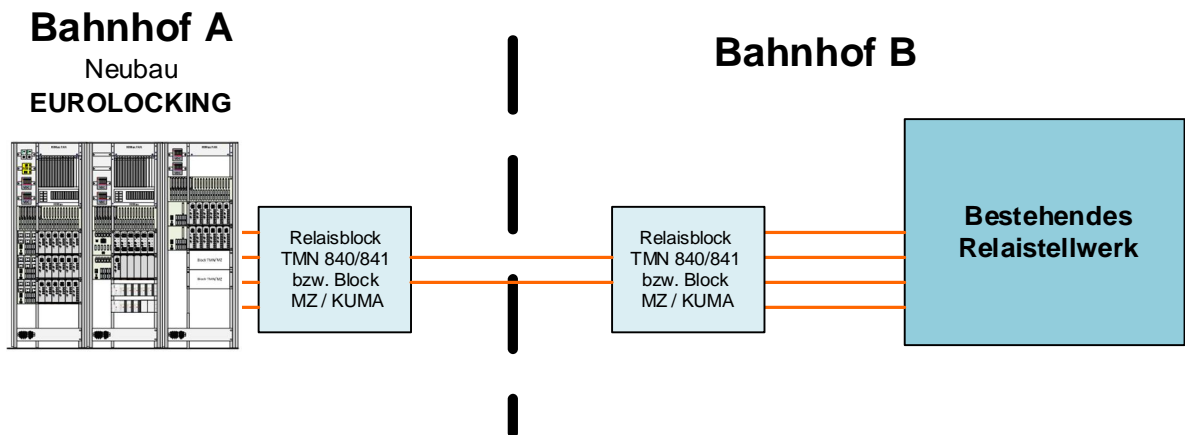 Bahnhof A
Neubau
EUROLOCKING
Bahnhof B
Relaisblock
TMN 840/841
bzw. Block
MZ / KUMA
Relaisblock
TMN 840/841
bzw. Block
MZ / KUMA
Bestehendes
Relaistellwerk